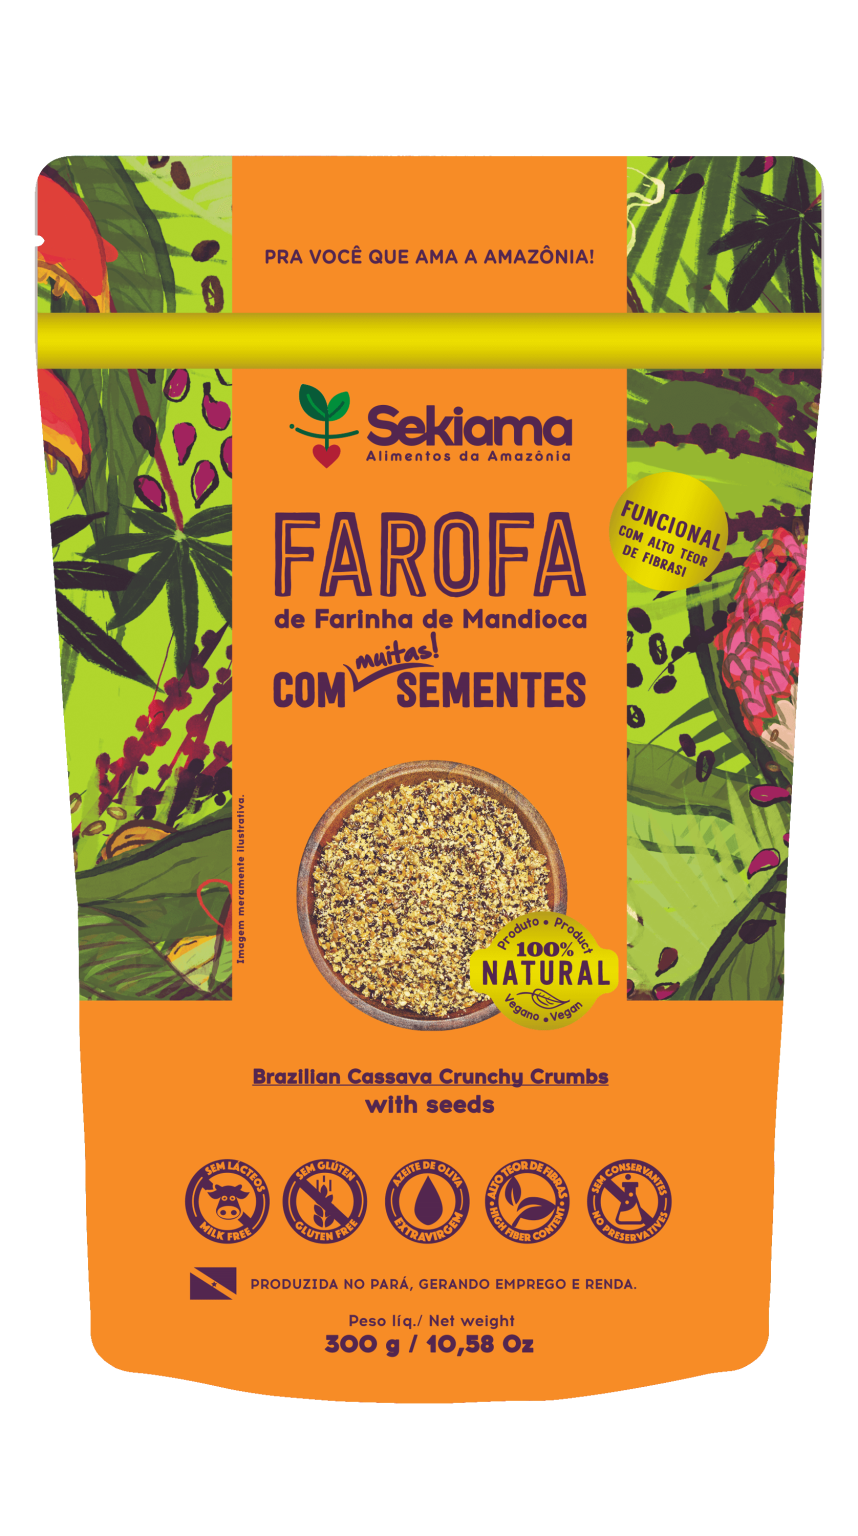 PRA VOCÊ QUE AMA A AMAZÔNIA!
Sekiama
Alimentos da Amazônia
FUNCIONAL
COM ALTO TEOR
DE FIBRAS!
FAROFA
de Farinha de Mandioca
muitas!
COM SEMENTES
Imagem meramente ilustrativa.
Produto • Product
100%
NATURAL
Vegano • Vegan
Brazilian Cassava Crunchy Crumbs
with seeds
SEM LÁCTEOS
MILK FREE
SEM GLÚTEN
GLUTEN FREE
AZEITE DE OLIVA
EXTRAVIRGEM
ALTO TEOR DE FIBRAS
HIGH FIBER CONTENT
SEM CONSERVANTES
NO PRESERVATIVES
PRODUZIDA NO PARÁ, GERANDO EMPREGO E RENDA.
Peso líq./ Net weight
300 g / 10,58 Oz